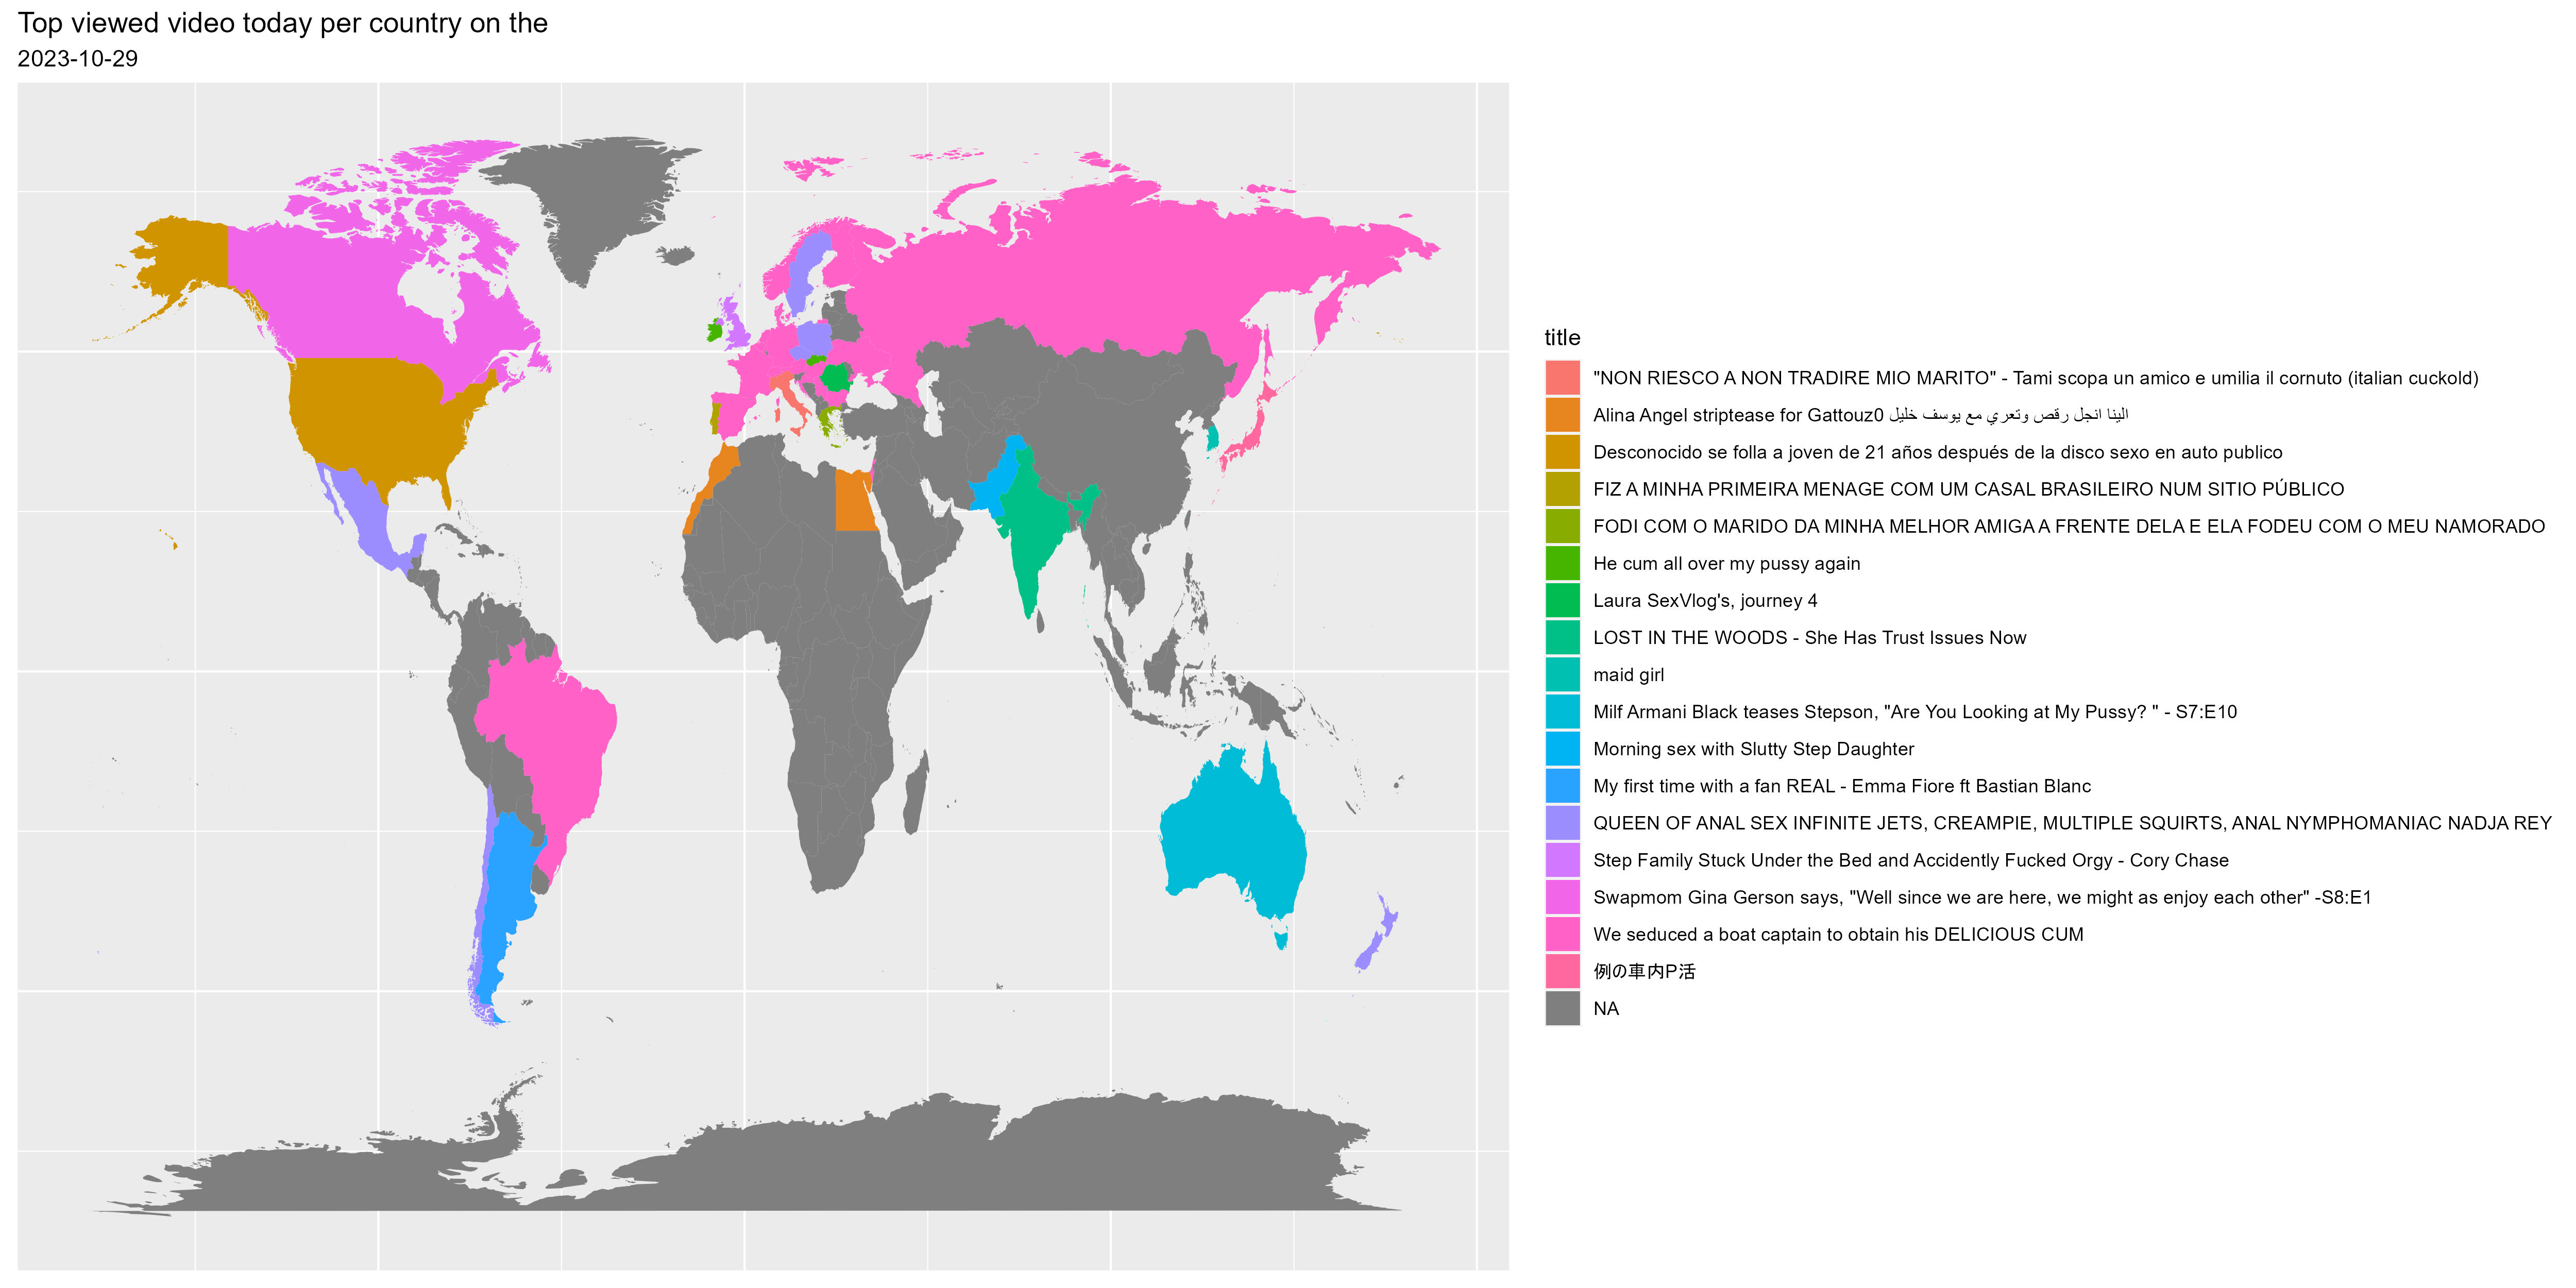 Top viewed video today per country on the
2023-10-29
title
"NON RIESCO A NON TRADIRE MIO MARITO" - Tami scopa un amico e umilia il cornuto (italian cuckold)
Alina Angel striptease for Gattouz0 الينا انجل رقص وتعري مع يوسف خليل
Desconocido se folla a joven de 21 años después de la disco sexo en auto publico
FIZ A MINHA PRIMEIRA MENAGE COM UM CASAL BRASILEIRO NUM SITIO PÚBLICO
FODI COM O MARIDO DA MINHA MELHOR AMIGA A FRENTE DELA E ELA FODEU COM O MEU NAMORADO
He cum all over my pussy again
Laura SexVlog's, journey 4
LOST IN THE WOODS - She Has Trust Issues Now
maid girl
Milf Armani Black teases Stepson, "Are You Looking at My Pussy? " - S7:E10
Morning sex with Slutty Step Daughter
My first time with a fan REAL - Emma Fiore ft Bastian Blanc
QUEEN OF ANAL SEX INFINITE JETS, CREAMPIE, MULTIPLE SQUIRTS, ANAL NYMPHOMANIAC NADJA REY
Step Family Stuck Under the Bed and Accidently Fucked Orgy - Cory Chase
Swapmom Gina Gerson says, "Well since we are here, we might as enjoy each other" -S8:E1
We seduced a boat captain to obtain his DELICIOUS CUM
例の車内P活
NA